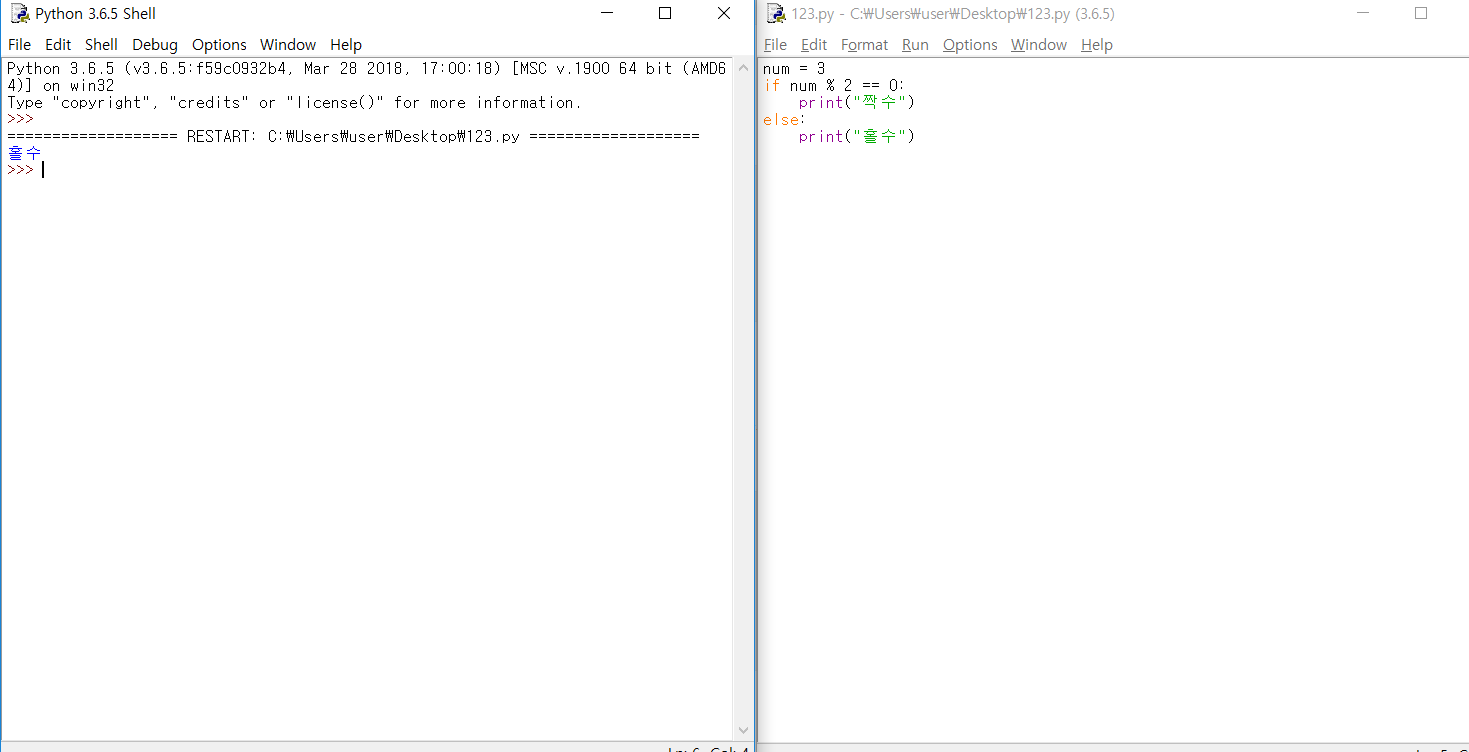 Python 3.6.5 Shell
File Edit Shell Debug Options Window Help
Python 3.6.5 (v3.6.5:f59c0932b4, Mar 28 2018, 17:00:18) [MSC v.1900 64 bit (AMD6
4)] on win32
Type "copyright", "credits" or "license()" for more information.
>>>
=================== RESTART: C:₩Users₩user₩Desktop₩123.py ===================
홀수
>>>
123.py - C:₩Users₩user₩Desktop₩123.py (3.6.5)
File Edit Format Run Options Window Help
num = 3
if num % 2 == 0:
    print("짝수")
else:
    print("홀수")